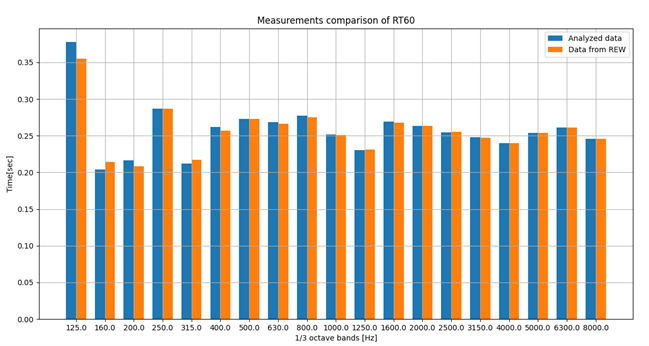 Measurements comparison of RT60
Analyzed data
Data from REW
Time[sec]
0.35
0.30
0.25
0.20
0.15
0.10
0.05
0.00
125.0 160.0 200.0 250.0 315.0 400.0 500.0 630.0 800.0 1000.0 1250.0 1600.0 2000.0 2500.0 3150.0 4000.0 5000.0 6300.0 8000.0
1/3 octave bands [Hz]